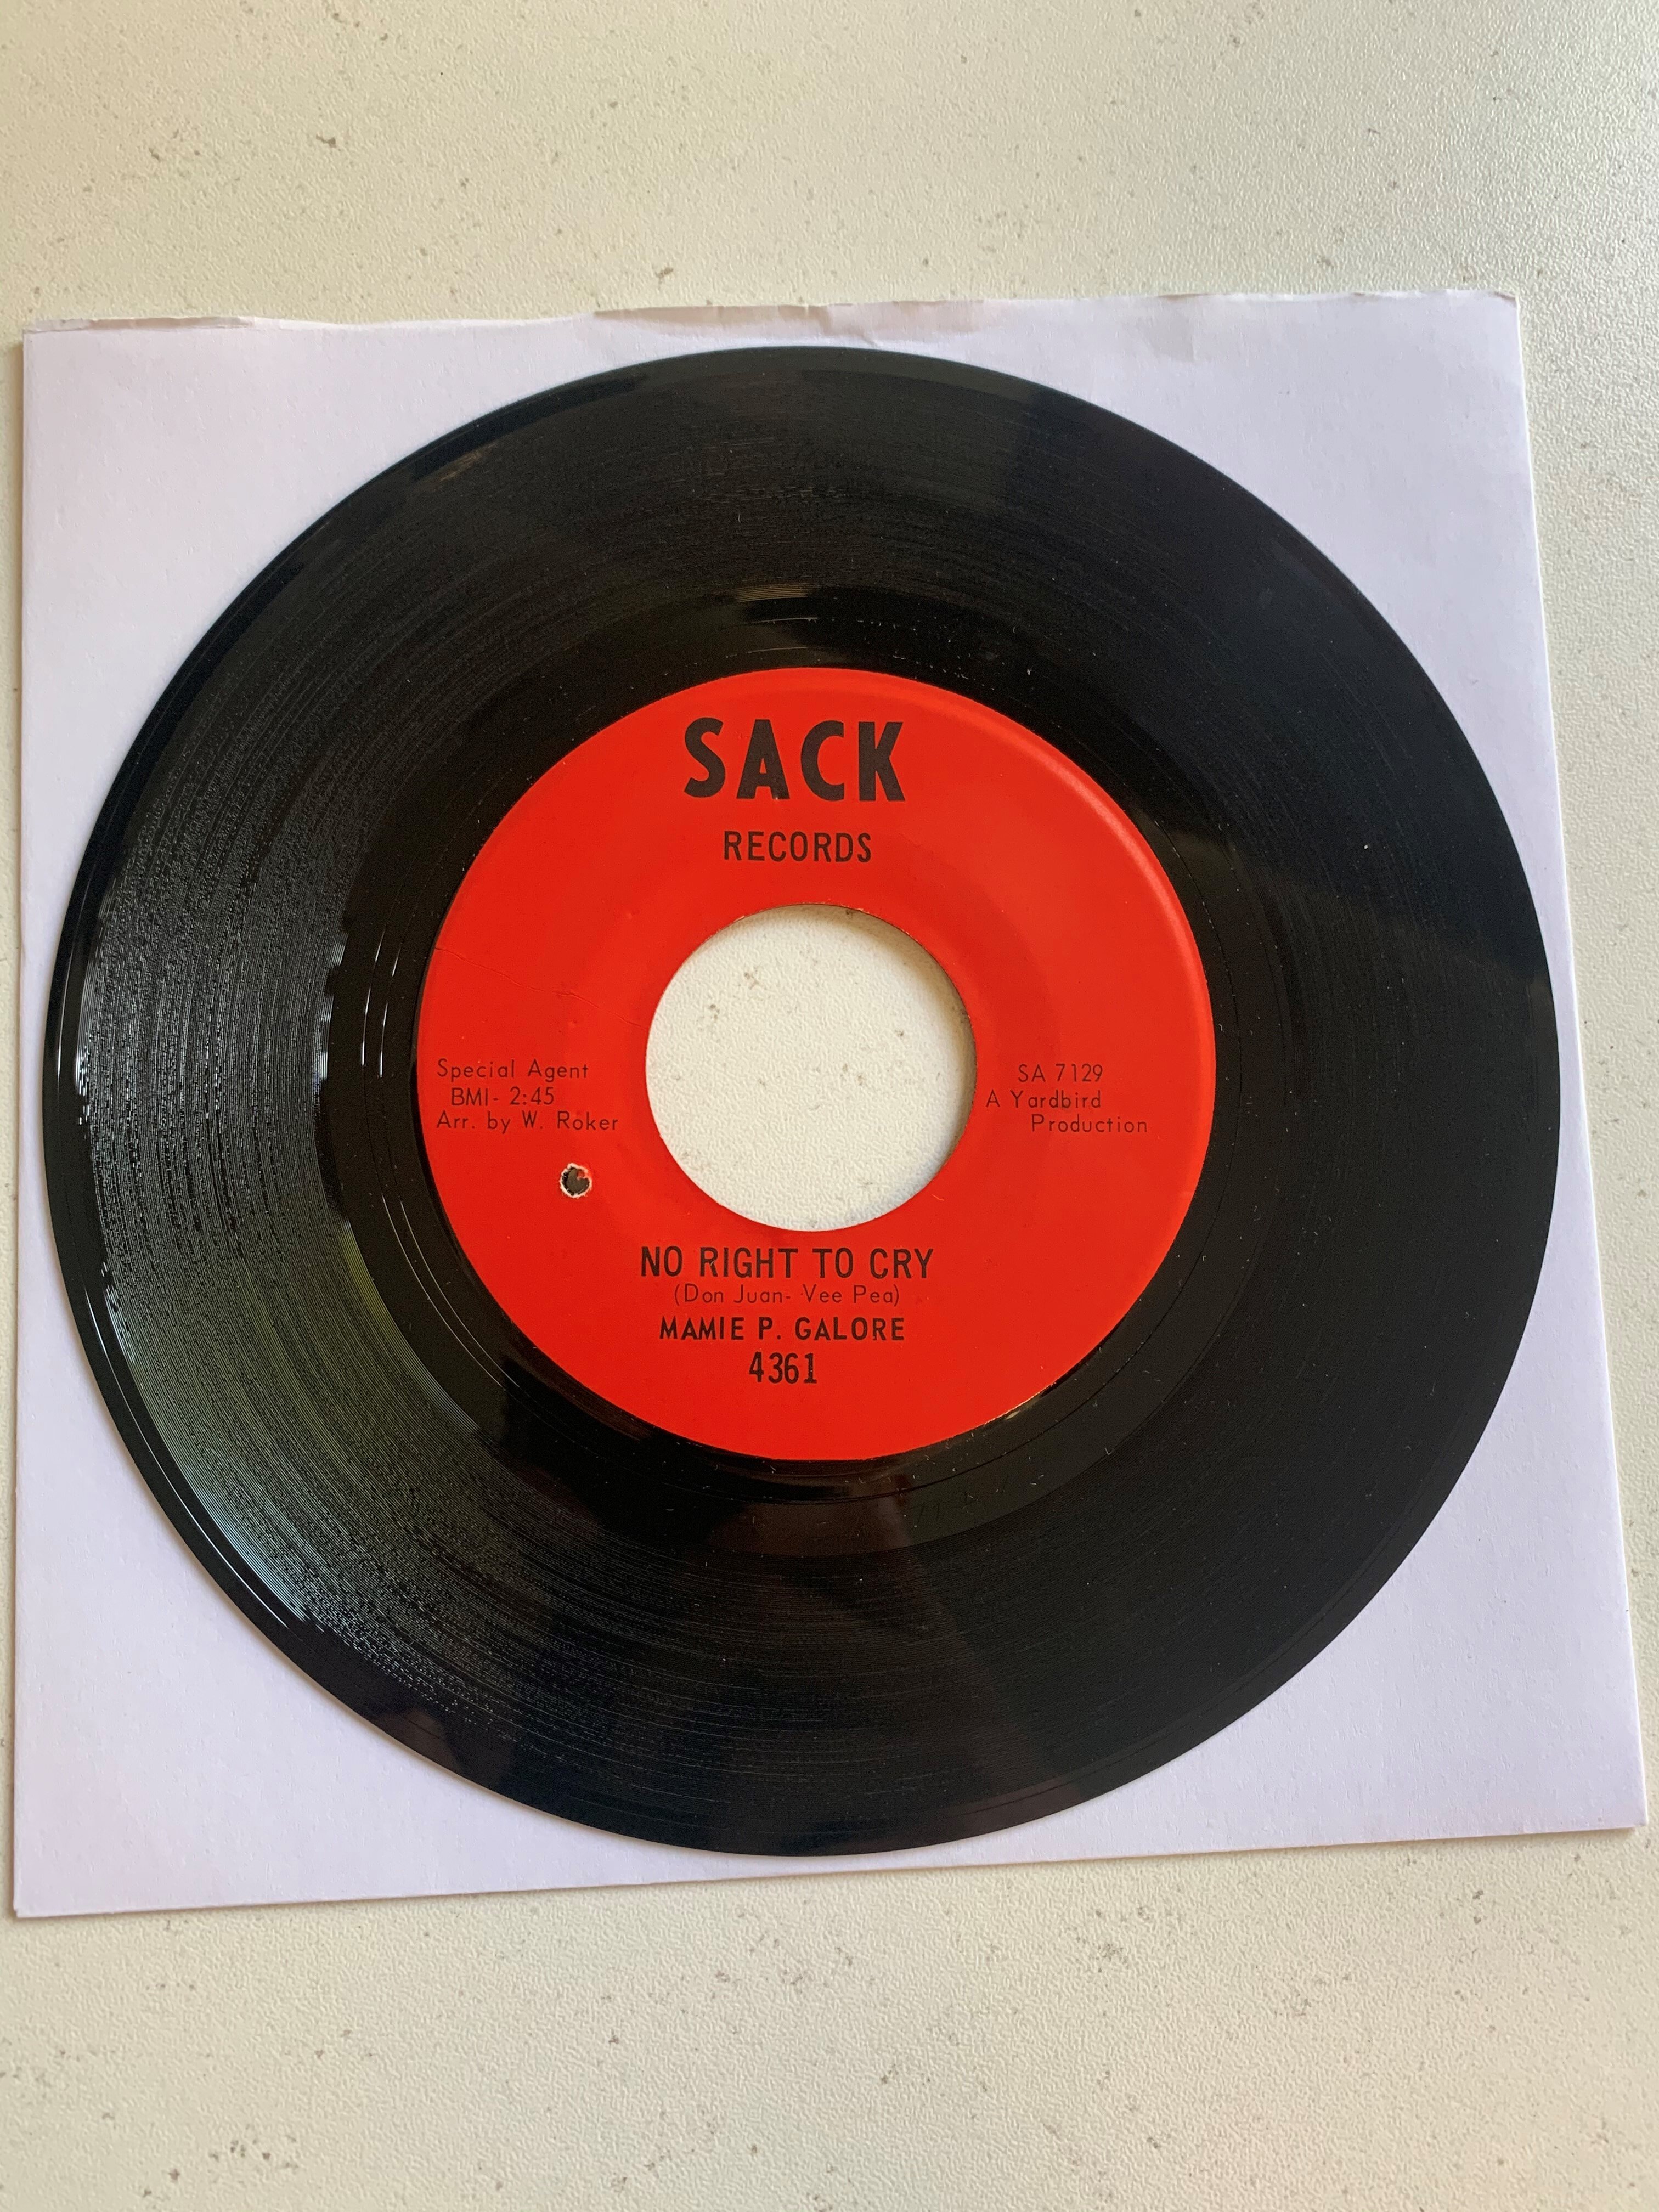 SACK
RECORDS
Special Agent
BMI- 2:45
Arr. by W. Roker
SA 7129
A Yardbird
Production
NO RIGHT TO CRY
(Don Juan- Vee Pea)
MAMIE P. GALORE
4361